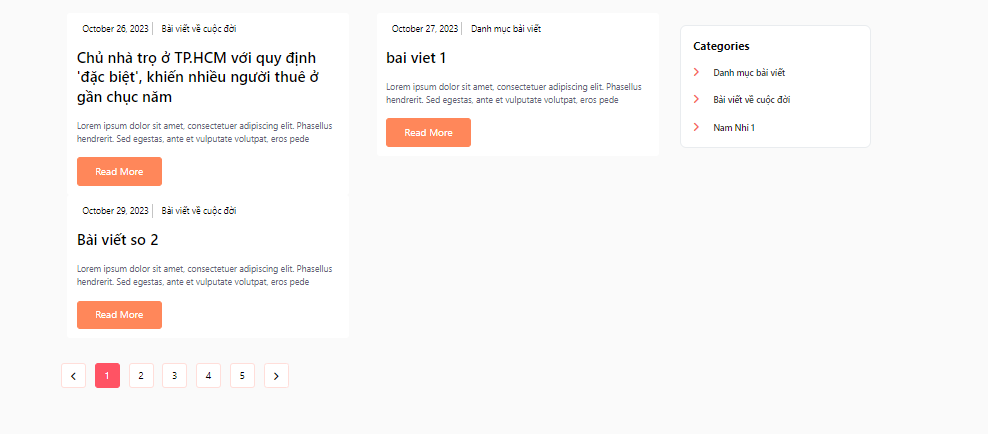 October 26, 2023 Bài viết về cuộc đời
Chủ nhà trọ ở TP.HCM với quy định
'đặc biệt', khiến nhiều người thuê ở
gần chục năm
Lorem ipsum dolor sit amet, consectetuer adipiscing elit. Phasellus
hendrerit. Sed egestas, ante et vulputate volutpat, eros pede
Read More
October 29, 2023 Bài viết về cuộc đời
Bài viết so 2
Lorem ipsum dolor sit amet, consectetuer adipiscing elit. Phasellus
hendrerit. Sed egestas, ante et vulputate volutpat, eros pede
Read More
October 27, 2023 Danh mục bài viết
bai viet 1
Lorem ipsum dolor sit amet, consectetuer adipiscing elit. Phasellus
hendrerit. Sed egestas, ante et vulputate volutpat, eros pede
Read More
Categories
Danh mục bài viết
Bài viết về cuộc đời
Nam Nhí 1
1 2 3 4 5